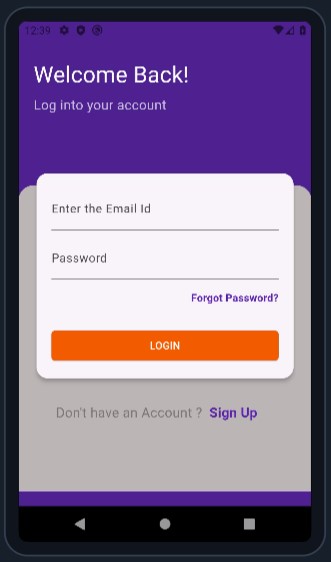 12:39
Welcome Back!
Log into your account
Enter the Email Id
Password
Forgot Password?
LOGIN
Don't have an Account ? Sign Up